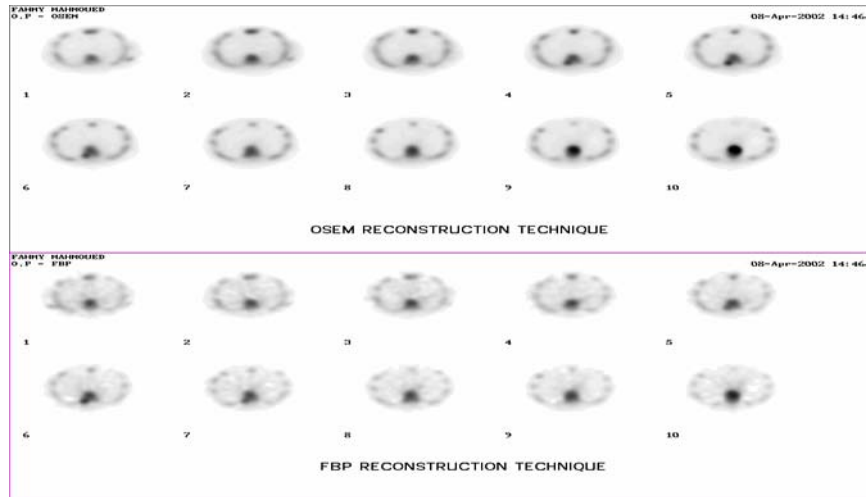 FAHMY MAHMOUED
O.P - OSEM
08-Apr-2002 14:46
1 2 3 4 5
6 7 8 9 10
OSEM RECONSTRUCTION TECHNIQUE
FAHMY MAHMOUED
O.P - FBP
08-Apr-2002 14:46
1 2 3 4 5
6 7 8 9 10
FBP RECONSTRUCTION TECHNIQUE